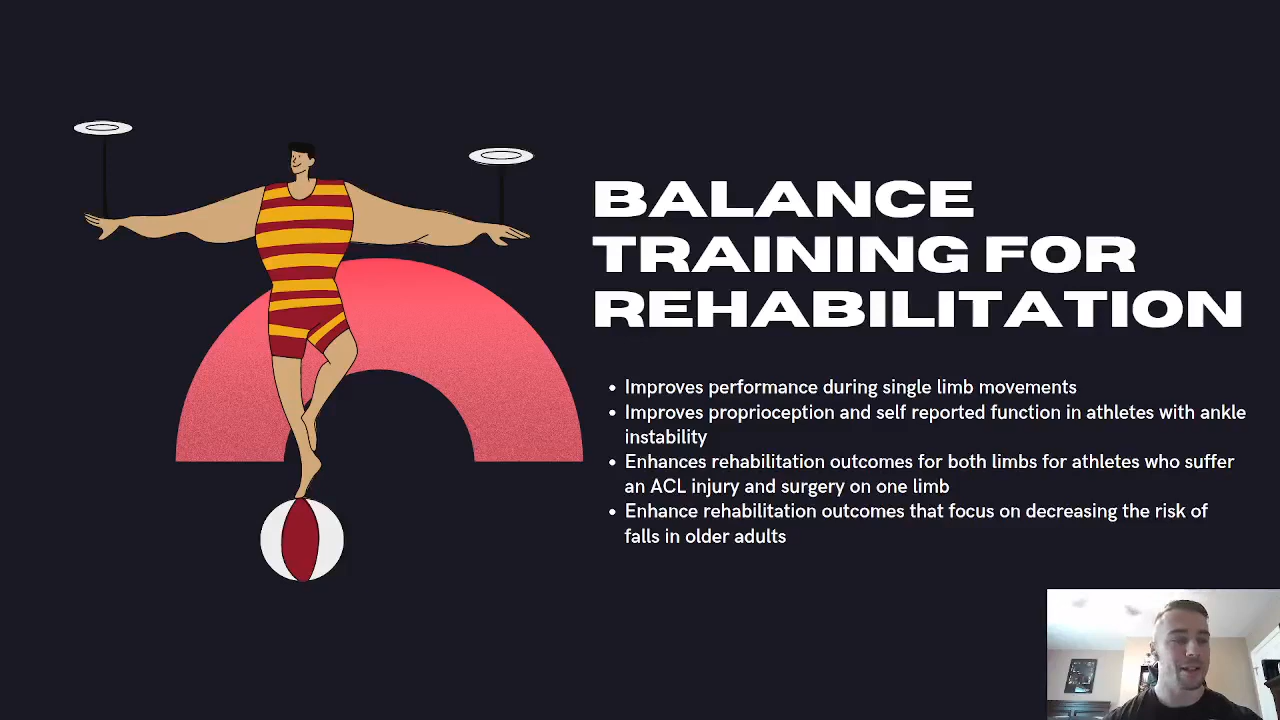 BALANCE
TRAINING FOR
REHABILITATION
• Improves performance during single limb movements
• Improves proprioception and self reported function in athletes with ankle
instability
• Enhances rehabilitation outcomes for both limbs for athletes who suffer
an ACL injury and surgery on one limb
• Enhance rehabilitation outcomes that focus on decreasing the risk of
falls in older adults